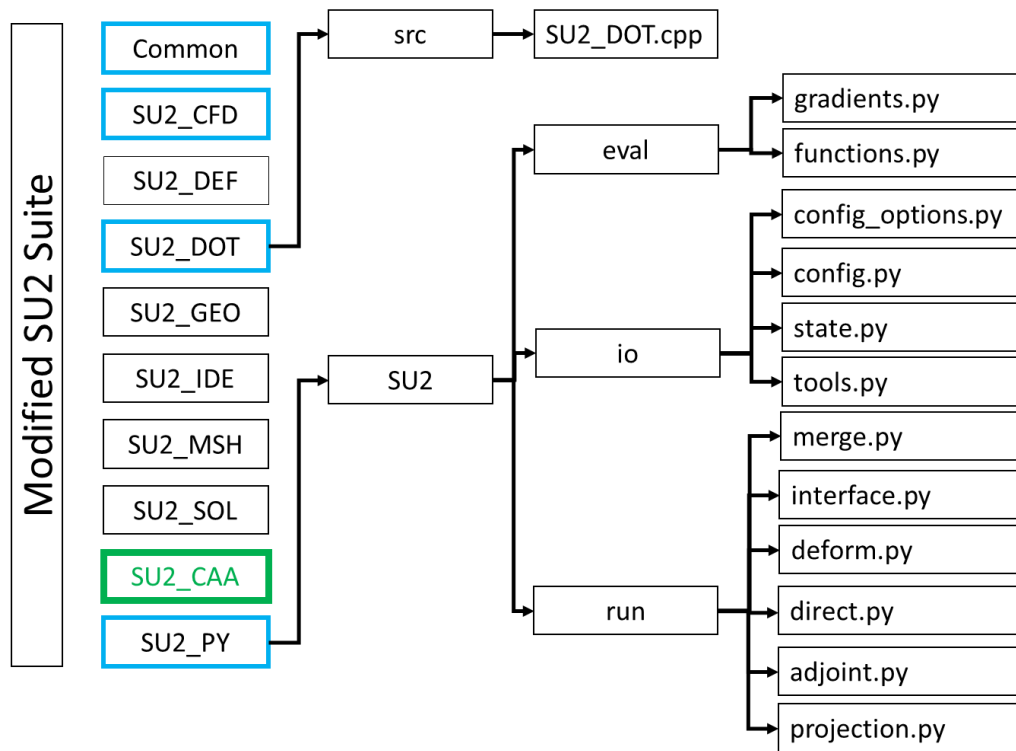 Modified SU2 Suite
Common
SU2_CFD
SU2_DEF
SU2_DOT
SU2_GEO
SU2_IDE
SU2_MSH
SU2_SOL
SU2_CAA
SU2_PY
src
SU2_DOT.cpp
SU2
eval
gradients.py
functions.py
io
config_options.py
config.py
state.py
tools.py
run
merge.py
interface.py
deform.py
direct.py
adjoint.py
projection.py